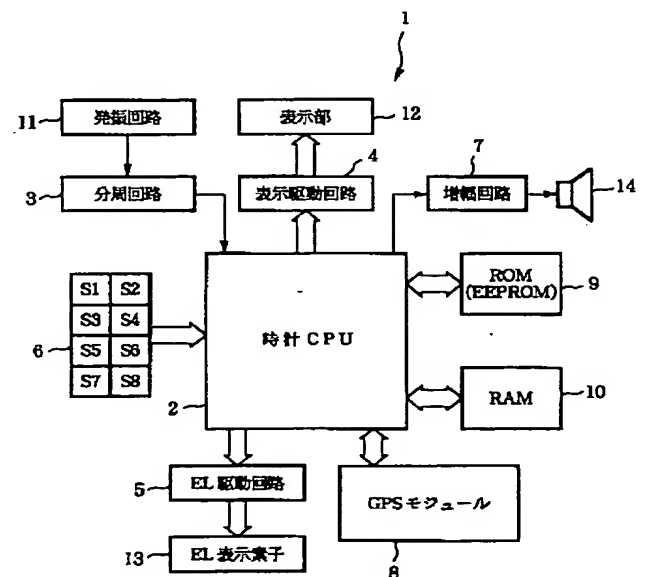 1
11
発振回路
表示部
12
4
7
3
分周回路
表示駆動回路
増幅回路
14
S1 S2
S3 S4
S5 S6
S7 S8
6
時計CPU
2
ROM
(EEPROM)
9
RAM
10
5
EL駆動回路
GPSモジュール
8
13
EL表示素子